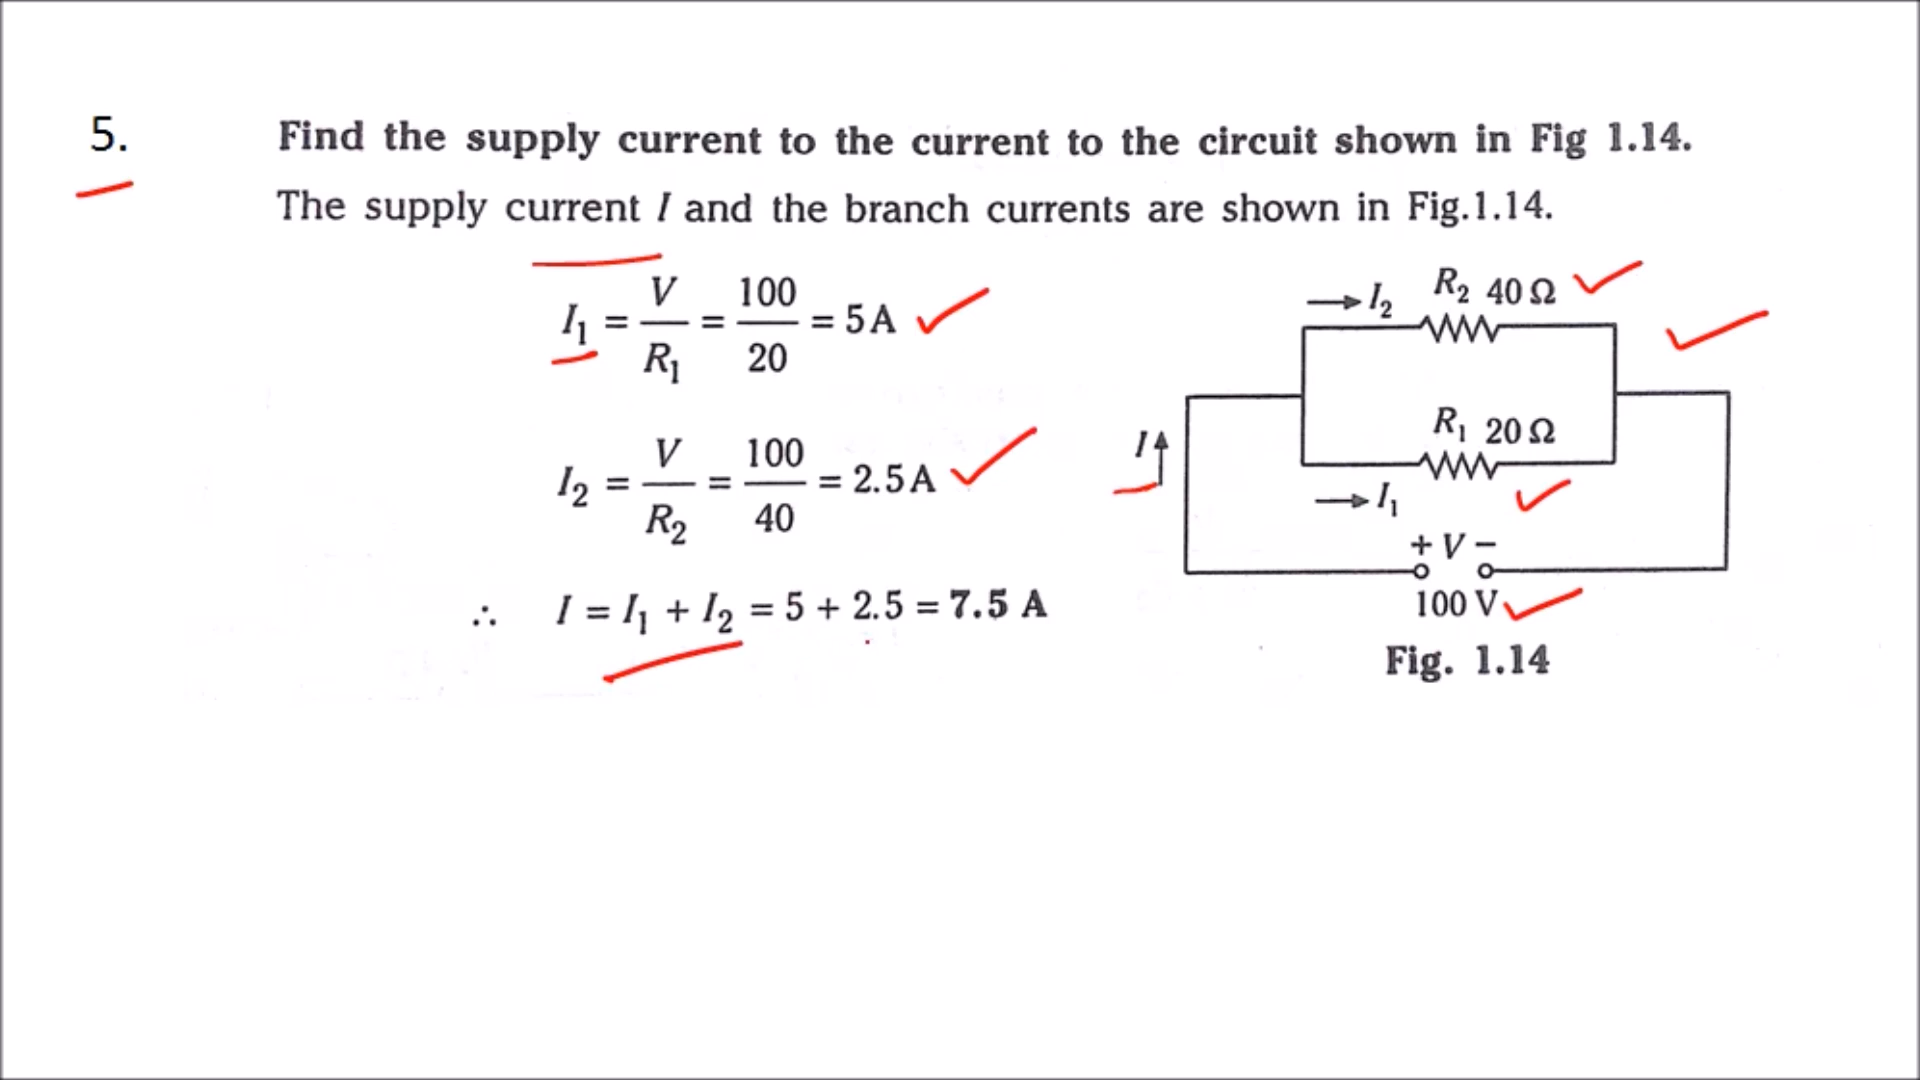 5.
Find the supply current to the current to the circuit shown in Fig 1.14.
The supply current I and the branch currents are shown in Fig.1.14.
I₁ = V/R₁ = 100/20 = 5 A
I₂ = V/R₂ = 100/40 = 2.5 A
∴ I = I₁ + I₂ = 5 + 2.5 = 7.5 A
I₂ R₂ 40 Ω
R₁ 20 Ω
I
I₁
+ V −
100 V
Fig. 1.14